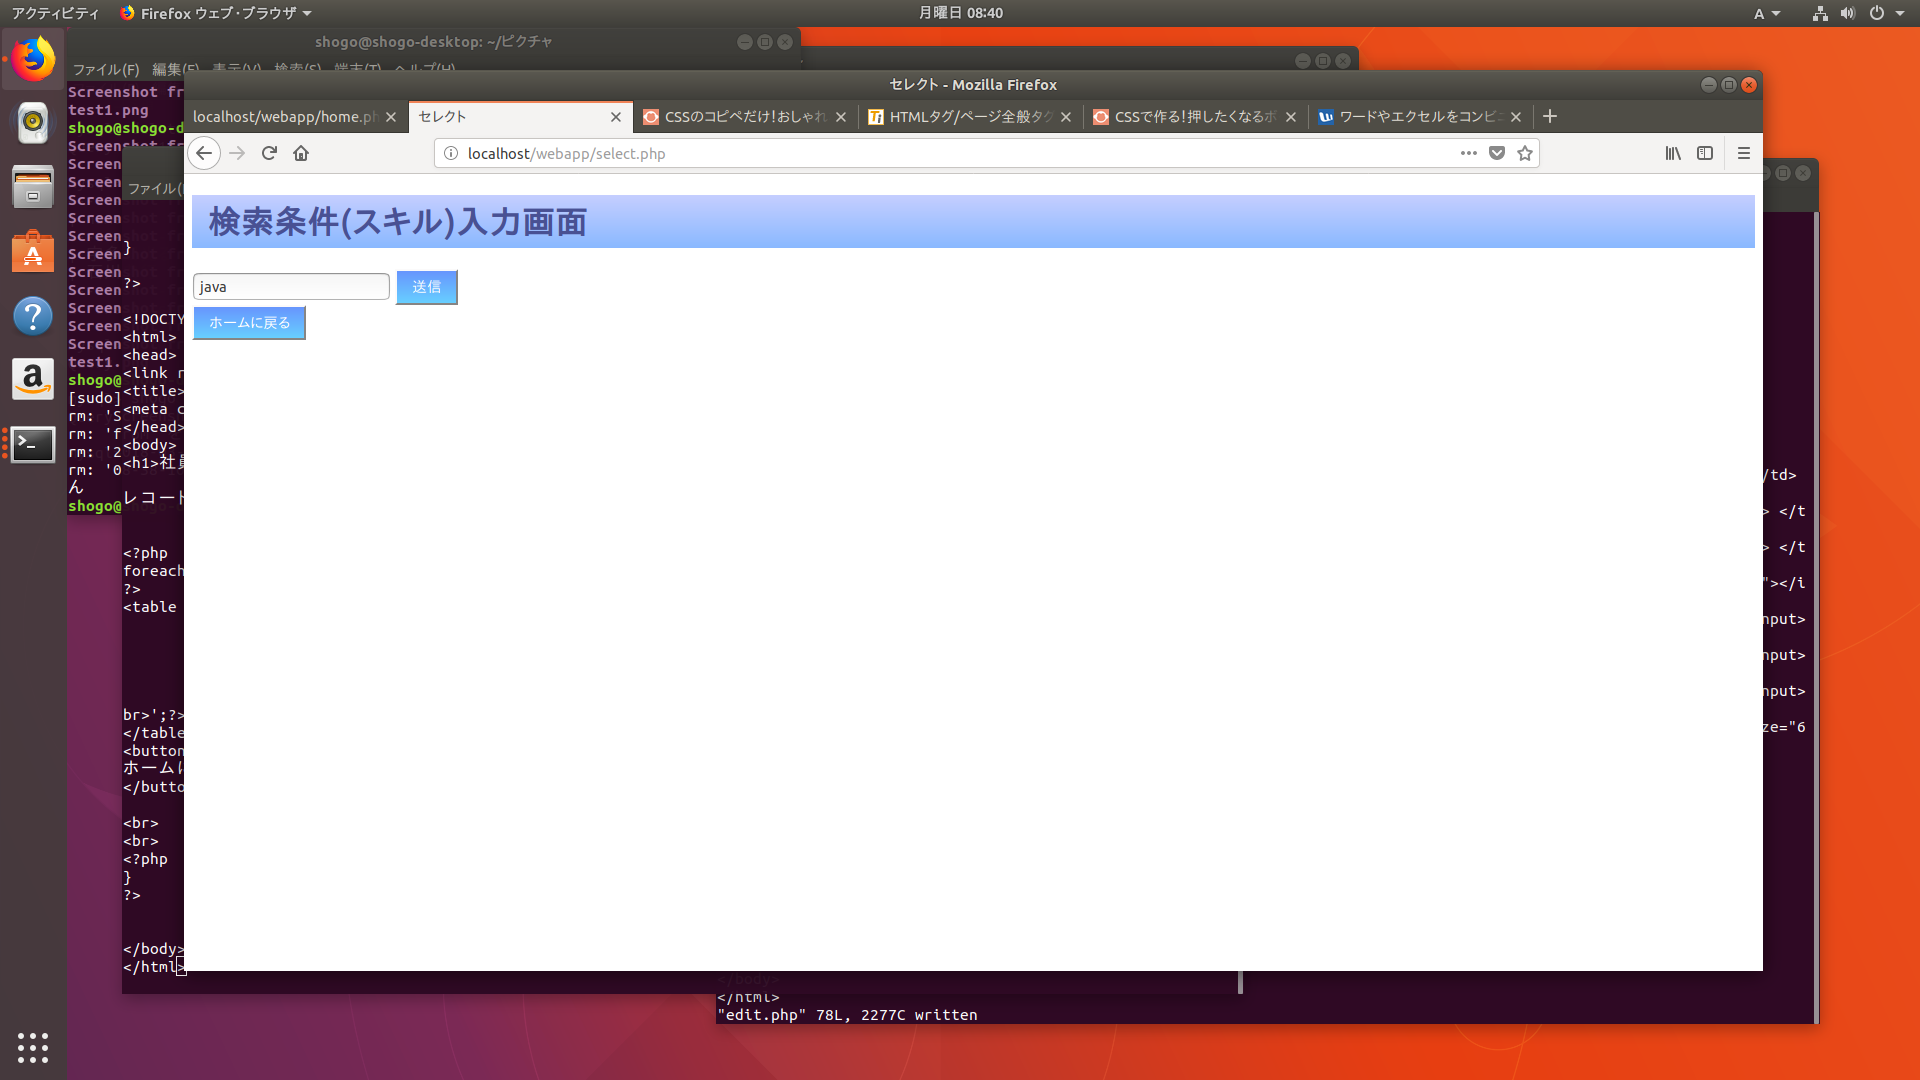 アクティビティ
Firefox ウェブ・ブラウザ
月曜日 08:40
A
shogo@shogo-desktop: ~/ピクチャ
ファイル(F) 編集(E) 表示(V) 検索(S) 端末(T) ヘルプ(H)
セレクト - Mozilla Firefox
localhost/webapp/home.ph
セレクト
CSSのコピペだけ!おしゃれ
HTMLタグ/ページ全般タグ
CSSで作る!押したくなるボ
ワードやエクセルをコンビニ
localhost/webapp/select.php
検索条件(スキル)入力画面
java
送信
ホームに戻る
Screenshot fr
test1.png
shogo@shogo-d
Screenshot fr
Screen
Screen
Screen
Screen
Screen
Screen
Screen
Screen
Screen
Screen
Screen
test1.
shogo@
[sudo]
rm: 'S
rm: 'f
rm: '2
rm: '0
ん
shogo@
ファイル(
}
?>
<!DOCTY
<html>
<head>
<link r
<title>
<meta c
</head>
<body>
<h1>社員
レコード
<?php
foreach
?>
<table
br>';?>
</table
<button
ホームに
</butto
<br>
<br>
<?php
}
?>
</body>
</html>
/td>
> </t
> </t
"></i
nput>
nput>
nput>
ze="6
</body>
</html>
"edit.php" 78L, 2277C written